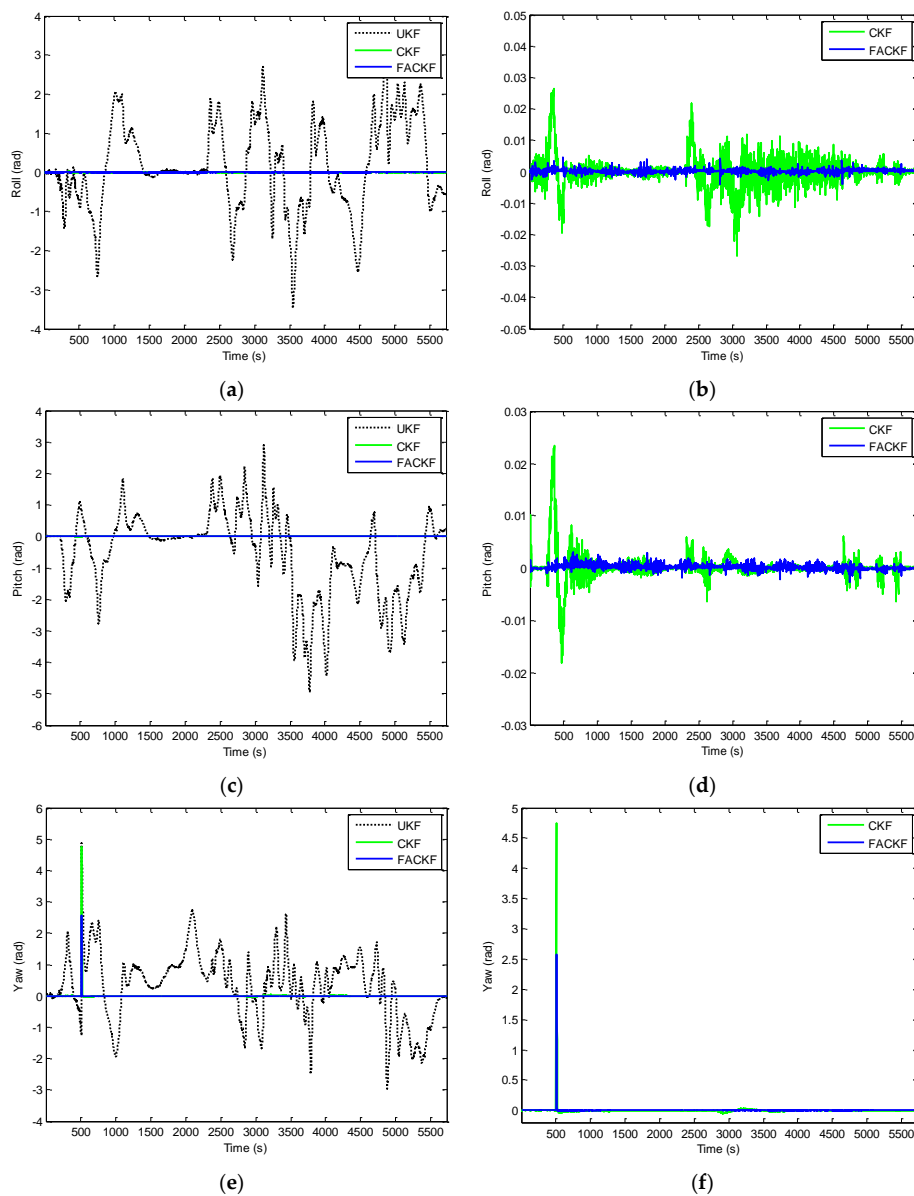 4
3
2
1
0
-1
-2
-3
-4
Roll (rad)
500 1000 1500 2000 2500 3000 3500 4000 4500 5000 5500
Time (s)
UKF
CKF
FACKF
(a)
0.05
0.04
0.03
0.02
0.01
0
-0.01
-0.02
-0.03
-0.04
-0.05
Roll (rad)
500 1000 1500 2000 2500 3000 3500 4000 4500 5000 5500
Time (s)
CKF
FACKF
(b)
4
3
2
1
0
-1
-2
-3
-4
-5
-6
Pitch (rad)
500 1000 1500 2000 2500 3000 3500 4000 4500 5000 5500
Time (s)
UKF
CKF
FACKF
(c)
0.03
0.02
0.01
0
-0.01
-0.02
-0.03
Pitch (rad)
500 1000 1500 2000 2500 3000 3500 4000 4500 5000 5500
Time (s)
CKF
FACKF
(d)
6
5
4
3
2
1
0
-1
-2
-3
-4
Yaw (rad)
500 1000 1500 2000 2500 3000 3500 4000 4500 5000 5500
Time (s)
UKF
CKF
FACKF
(e)
5
4.5
4
3.5
3
2.5
2
1.5
1
0.5
0
Yaw (rad)
500 1000 1500 2000 2500 3000 3500 4000 4500 5000 5500
Time (s)
CKF
FACKF
(f)